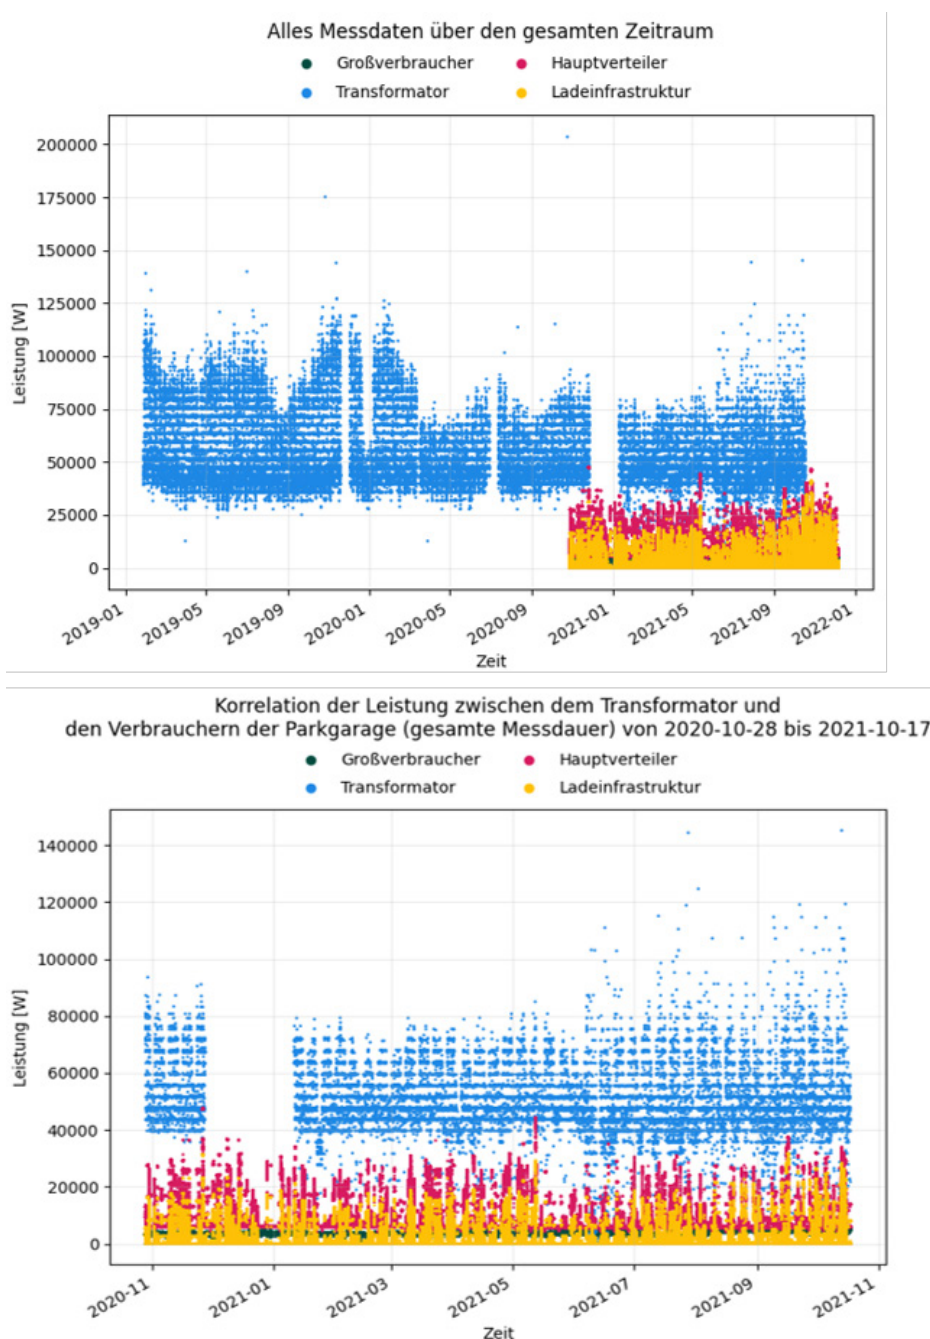 Alles Messdaten über den gesamten Zeitraum
Großverbraucher Hauptverteiler
Transformator Ladeinfrastruktur
200000
175000
150000
125000
100000
75000
50000
25000
0
Leistung [W]
2019-01 2019-05 2019-09 2020-01 2020-05 2020-09 2021-01 2021-05 2021-09 2022-01
Zeit
Korrelation der Leistung zwischen dem Transformator und
den Verbrauchern der Parkgarage (gesamte Messdauer) von 2020-10-28 bis 2021-10-17
Großverbraucher Hauptverteiler
Transformator Ladeinfrastruktur
140000
120000
100000
80000
60000
40000
20000
0
Leistung [W]
2020-11 2021-01 2021-03 2021-05 2021-07 2021-09 2021-11
Zeit